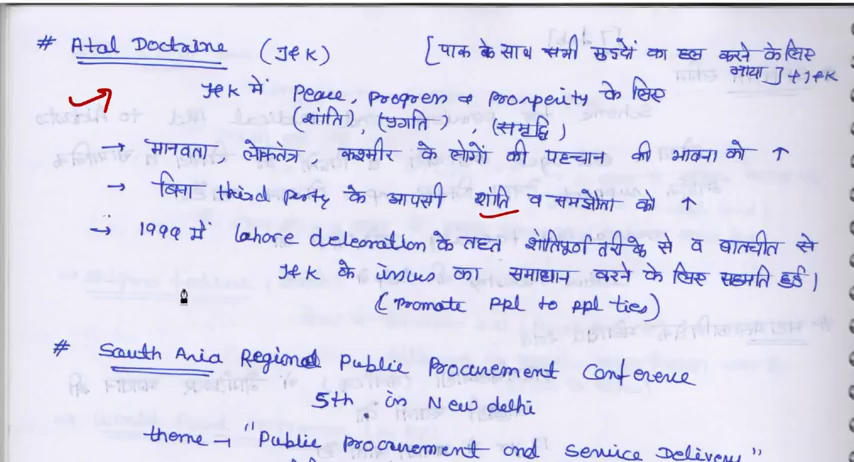 # Atal Doctrine (J&K) [पाक के साथ सभी मुद्दों का हल करने के लिए
आया J + J&K
J&K में Peace, Progress & Prosperity के लिए
(शांति), (प्रगति), (समृद्धि)
→ मानवता, लोकतंत्र, कश्मीर के लोगों की पहचान की भावना को ↑
→ बिना third party के आपसी शांति व समझौता को ↑
→ 1999 में Lahore declaration के तहत शांतिपूर्ण तरीके से व बातचीत से
J&K के issues का समाधान करने के लिए सहमति हुई।
(Promote ppl to ppl ties)
# South Asia Regional Public Procurement Conference
5th in New delhi
theme → "Public Procurement and Service Delivery"